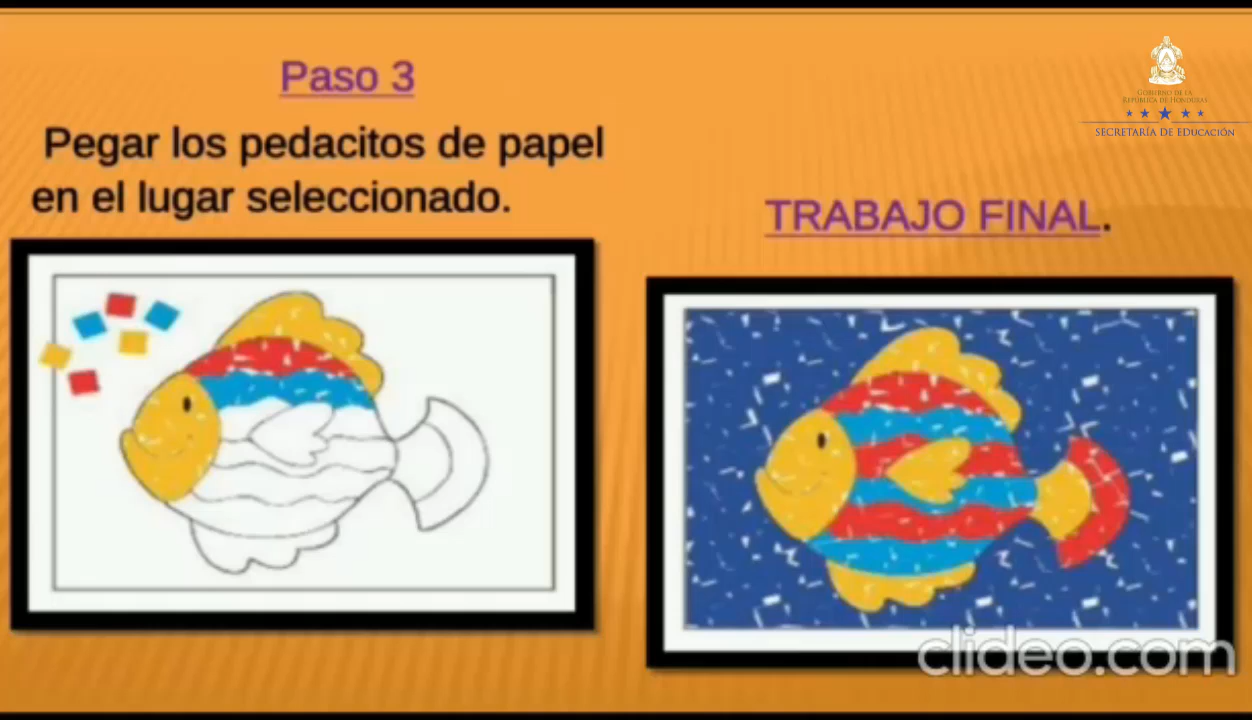 Paso 3
Pegar los pedacitos de papel
en el lugar seleccionado.
GOBIERNO DE LA
REPÚBLICA DE HONDURAS
SECRETARÍA DE EDUCACIÓN
TRABAJO FINAL.
clideo.com